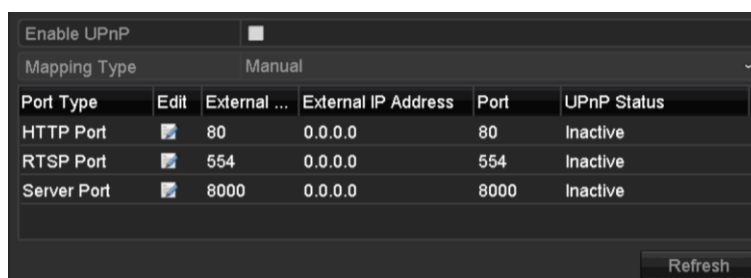 Enable UPnP
Mapping Type Manual
Port Type Edit External ... External IP Address Port UPnP Status
HTTP Port 80 0.0.0.0 80 Inactive
RTSP Port 554 0.0.0.0 554 Inactive
Server Port 8000 0.0.0.0 8000 Inactive
Refresh